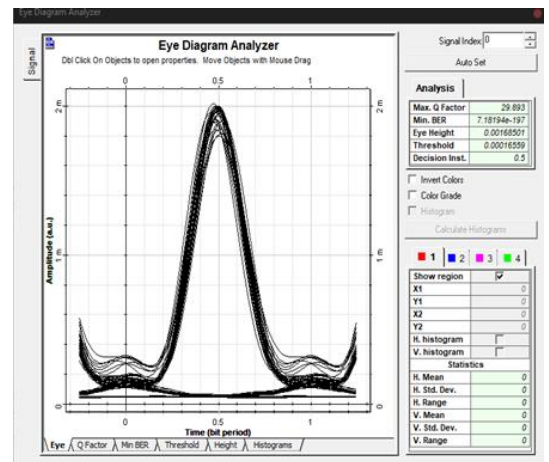 Eye Diagram Analyzer
Signal
Eye Diagram Analyzer
Dbl Click On Objects to open properties. Move Objects with Mouse Drag
0 0.5 1
2 m
1 m
0
Amplitude (a.u.)
2 m
1 m
0
0 0.5 1
Time (bit period)
Eye Q Factor Min BER Threshold Height Histograms
Signal Index: 0
Auto Set
Analysis
Max. Q Factor 29.893
Min. BER 7.18194e-197
Eye Height 0.00168501
Threshold 0.00016559
Decision Inst. 0.5
Invert Colors
Color Grade
Histogram
Calculate Histograms
1 2 3 4
Show region
X1 0
Y1 0
X2 0
Y2 0
H. histogram
V. histogram
Statistics
H. Mean 0
H. Std. Dev. 0
H. Range 0
V. Mean 0
V. Std. Dev. 0
V. Range 0